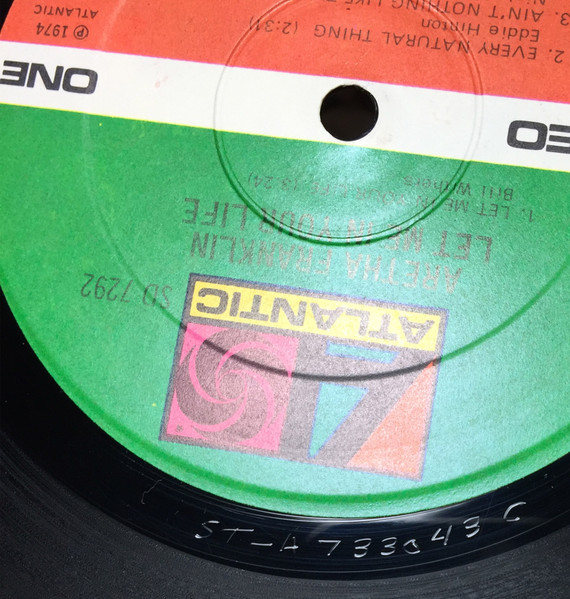 ATLANTIC
ARETHA FRANKLIN
LET ME IN YOUR LIFE
SD 7292
1. LET ME IN
Bill Withers
EO
ONE
2. EVERY NATURAL THING (2:31)
Eddie Hinton
3. AIN'T NOTHING LIKE
℗ 1974
ATLANTIC
ST-A 733043 C